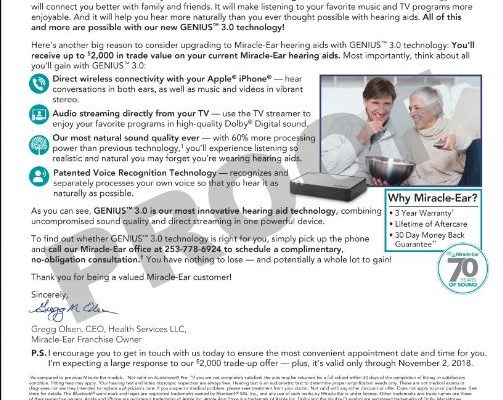 will connect you better with family and friends. It will make listening to your favorite music and TV programs more
enjoyable. And it will help you hear more naturally than you ever thought possible with hearing aids. All of this
and more are possible with our new GENIUS™ 3.0 technology!
Here's another big reason to consider upgrading to Miracle-Ear hearing aids with GENIUS™ 3.0 technology: You'll
receive up to $2,000 in trade value on your current Miracle-Ear hearing aids. Most importantly, think about all
you'll gain with GENIUS™ 3.0:
Direct wireless connectivity with your Apple® iPhone® — hear
conversations in both ears, as well as music and videos in vibrant
stereo.
Audio streaming directly from your TV — use the TV streamer to
enjoy your favorite programs in high-quality Dolby® Digital sound.
Our most natural sound quality ever — with 60% more processing
power than previous technology,† you'll experience listening so
realistic and natural you may forget you're wearing hearing aids.
Patented Voice Recognition Technology — recognizes and
separately processes your own voice so that you hear it as
naturally as possible.
PROOF
As you can see, GENIUS™ 3.0 is our most innovative hearing aid technology, combining
uncompromised sound quality and direct streaming in one powerful device.
To find out whether GENIUS™ 3.0 technology is right for you, simply pick up the phone
and call our Miracle-Ear office at 253-778-6924 to schedule a complimentary,
no-obligation consultation.† You have nothing to lose — and potentially a whole lot to gain!
Thank you for being a valued Miracle-Ear customer!
Why Miracle-Ear?
• 3 Year Warranty*
• Lifetime of Aftercare
• 30 Day Money Back
Guarantee™
Miracle-Ear
70
YEARS
OF SOUND
Sincerely,
Gregg M. Olsen
Gregg Olsen, CEO, Health Services LLC,
Miracle-Ear Franchise Owner
P.S. I encourage you to get in touch with us today to ensure the most convenient appointment date and time for you.
I'm expecting a large response to our $2,000 trade-up offer — plus, it's valid only through November 2, 2018.